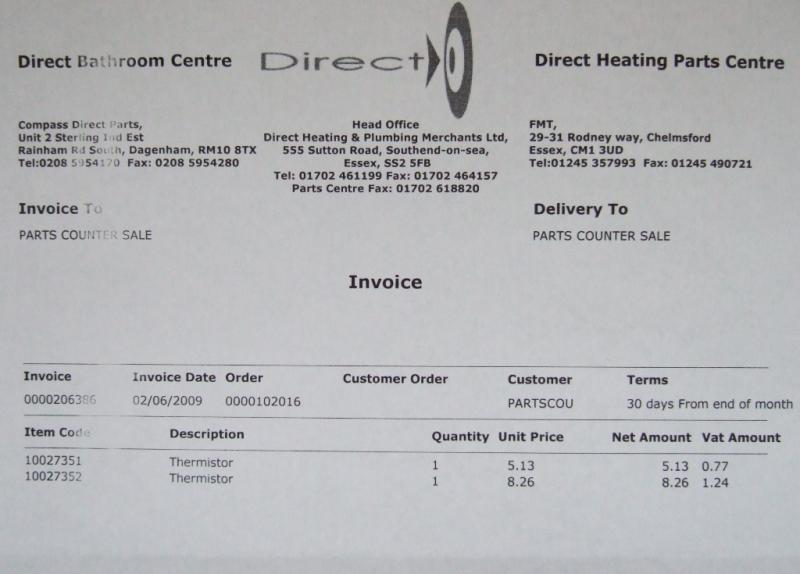 Direct Bathroom Centre
Direct
Direct Heating Parts Centre
Compass Direct Parts,
Unit 2 Sterling Ind Est
Rainham Rd South, Dagenham, RM10 8TX
Tel:0208 5954170 Fax: 0208 5954280
Head Office
Direct Heating & Plumbing Merchants Ltd,
555 Sutton Road, Southend-on-sea,
Essex, SS2 5FB
Tel: 01702 461199 Fax: 01702 464157
Parts Centre Fax: 01702 618820
FMT,
29-31 Rodney way, Chelmsford
Essex, CM1 3UD
Tel:01245 357993 Fax: 01245 490721
Invoice To
PARTS COUNTER SALE
Delivery To
PARTS COUNTER SALE
Invoice
Invoice Invoice Date Order Customer Order Customer Terms
0000206386 02/06/2009 0000102016 PARTSCOU 30 days From end of month
Item Code Description Quantity Unit Price Net Amount Vat Amount
10027351 Thermistor 1 5.13 5.13 0.77
10027352 Thermistor 1 8.26 8.26 1.24